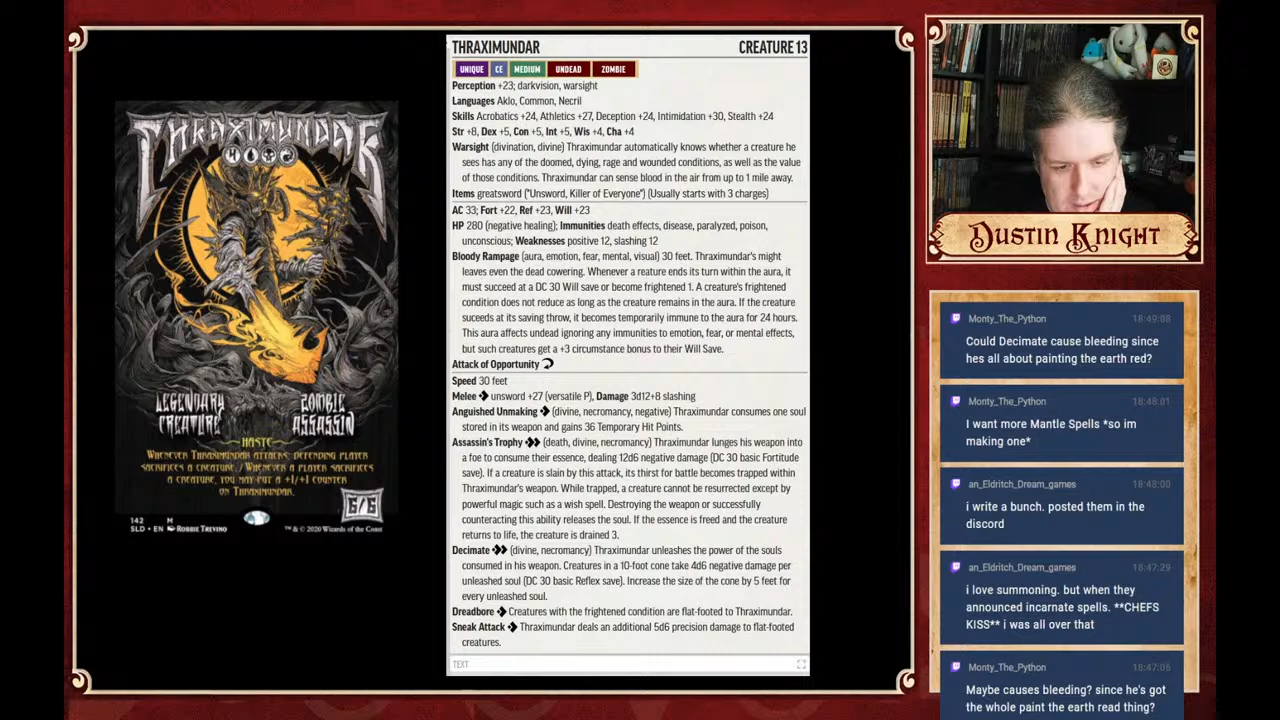 THRAXIMUNDAR
LEGENDARY
CREATURE
ZOMBIE
ASSASSIN
HASTE
WHENEVER THRAXIMUNDAR ATTACKS, DEFENDING PLAYER
SACRIFICES A CREATURE./WHENEVER A PLAYER SACRIFICES
A CREATURE, YOU MAY PUT A +1/+1 COUNTER
ON THRAXIMUNDAR.
6/6
142 M
SLD • EN ROBBIE TREVINO
™ & © 2020 Wizards of the Coast
THRAXIMUNDAR CREATURE 13
UNIQUE CE MEDIUM UNDEAD ZOMBIE
Perception +23; darkvision, warsight
Languages Aklo, Common, Necril
Skills Acrobatics +24, Athletics +27, Deception +24, Intimidation +30, Stealth +24
Str +8, Dex +5, Con +5, Int +5, Wis +4, Cha +4
Warsight (divination, divine) Thraximundar automatically knows whether a creature he
sees has any of the doomed, dying, rage and wounded conditions, as well as the value
of those conditions. Thraximundar can sense blood in the air from up to 1 mile away.
Items greatsword ("Unsword, Killer of Everyone") (Usually starts with 3 charges)
AC 33; Fort +22, Ref +23, Will +23
HP 280 (negative healing); Immunities death effects, disease, paralyzed, poison,
unconscious; Weaknesses positive 12, slashing 12
Bloody Rampage (aura, emotion, fear, mental, visual) 30 feet. Thraximundar's might
leaves even the dead cowering. Whenever a reature ends its turn within the aura, it
must succeed at a DC 30 Will save or become frightened 1. A creature's frightened
condition does not reduce as long as the creature remains in the aura. If the creature
suceeds at its saving throw, it becomes temporarily immune to the aura for 24 hours.
This aura affects undead ignoring any immunities to emotion, fear, or mental effects,
but such creatures get a +3 circumstance bonus to their Will Save.
Attack of Opportunity
Speed 30 feet
Melee unsword +27 (versatile P), Damage 3d12+8 slashing
Anguished Unmaking (divine, necromancy, negative) Thraximundar consumes one soul
stored in its weapon and gains 36 Temporary Hit Points.
Assassin's Trophy (death, divine, necromancy) Thraximundar lunges his weapon into
a foe to consume their essence, dealing 12d6 negative damage (DC 30 basic Fortitude
save). If a creature is slain by this attack, its thirst for battle becomes trapped within
Thraximundar's weapon. While trapped, a creature cannot be resurrected except by
powerful magic such as a wish spell. Destroying the weapon or successfully
counteracting this ability releases the soul. If the essence is freed and the creature
returns to life, the creature is drained 3.
Decimate (divine, necromancy) Thraximundar unleashes the power of the souls
consumed in his weapon. Creatures in a 10-foot cone take 4d6 negative damage per
unleashed soul (DC 30 basic Reflex save). Increase the size of the cone by 5 feet for
every unleashed soul.
Dreadbore Creatures with the frightened condition are flat-footed to Thraximundar.
Sneak Attack Thraximundar deals an additional 5d6 precision damage to flat-footed
creatures.
TEXT
DUSTIN KNIGHT
Monty_The_Python 18:49:08
Could Decimate cause bleeding since
hes all about painting the earth red?
Monty_The_Python 18:48:01
I want more Mantle Spells *so im
making one*
an_Eldritch_Dream_games 18:48:00
i write a bunch. posted them in the
discord
an_Eldritch_Dream_games 18:47:29
i love summoning. but when they
announced incarnate spells. **CHEFS
KISS** i was all over that
Monty_The_Python 18:47:06
Maybe causes bleeding? since he's got
the whole paint the earth read thing?